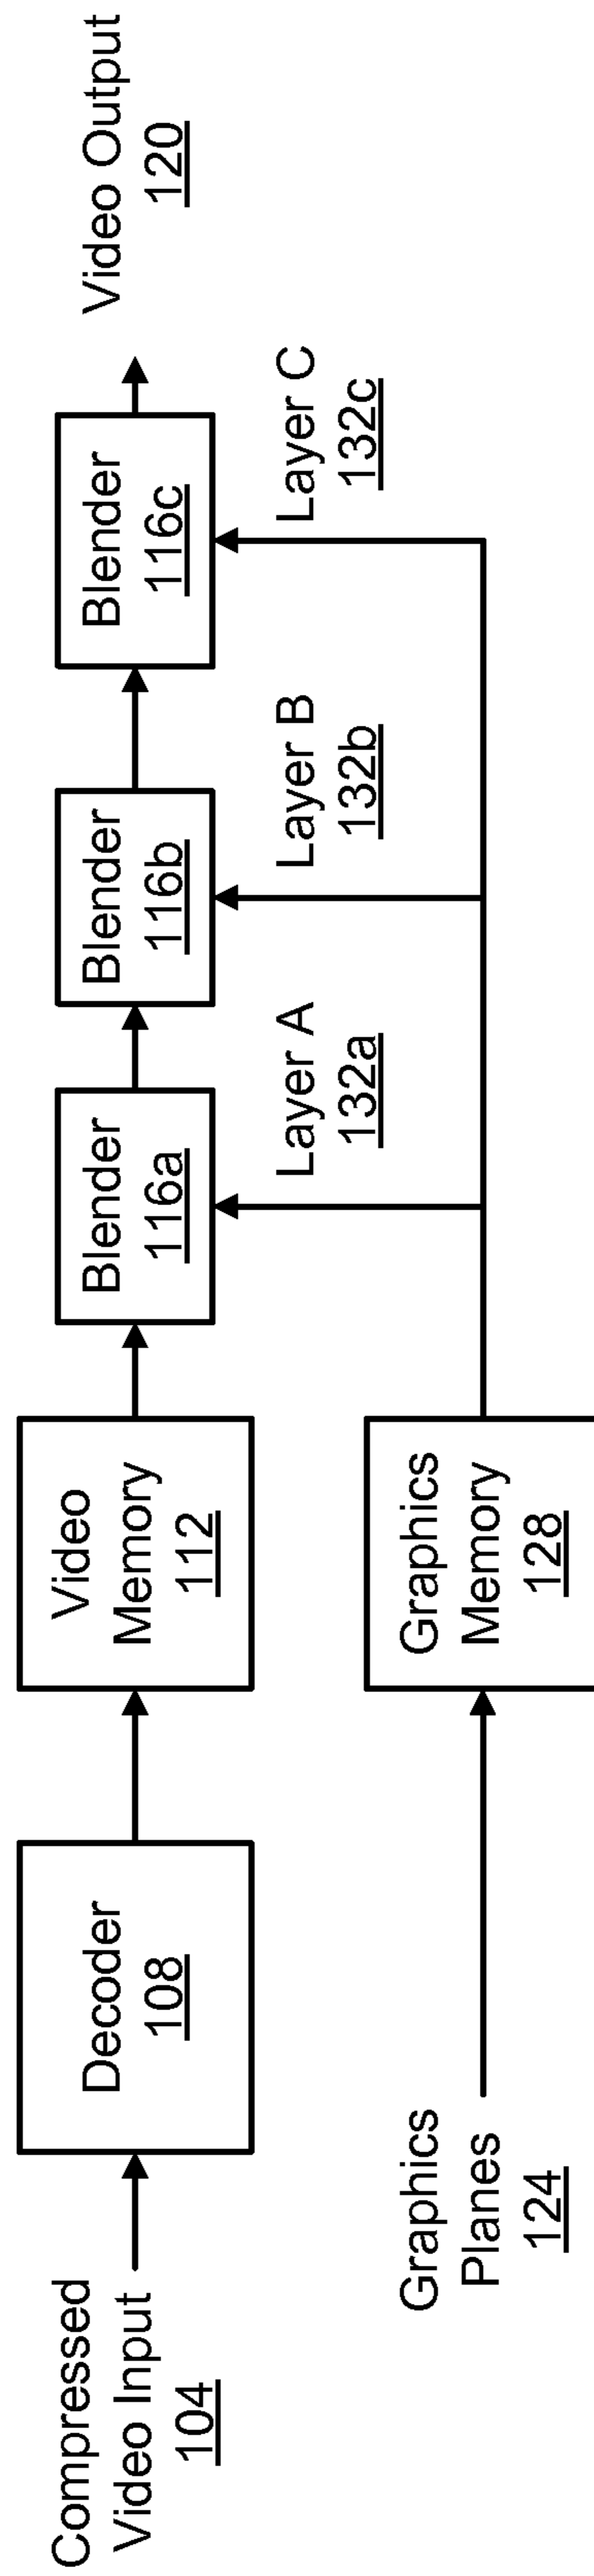 Compressed
Video Input
104
Decoder
108
Video
Memory
112
Blender
116a
Blender
116b
Blender
116c
Video Output
120
Layer A
132a
Layer B
132b
Layer C
132c
Graphics
Planes
124
Graphics
Memory
128